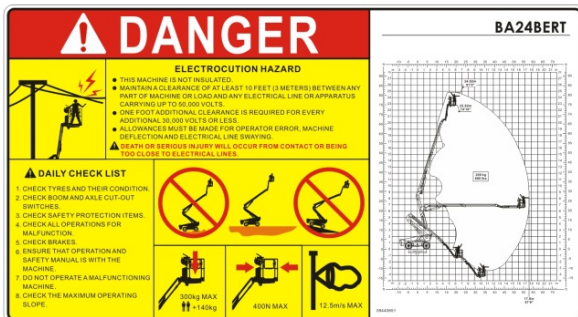 DANGER
ELECTROCUTION HAZARD
● THIS MACHINE IS NOT INSULATED.
● MAINTAIN A CLEARANCE OF AT LEAST 10 FEET (3 METERS) BETWEEN ANY
PART OF MACHINE OR LOAD AND ANY ELECTRICAL LINE OR APPARATUS
CARRYING UP TO 50,000 VOLTS.
● ONE FOOT ADDITIONAL CLEARANCE IS REQUIRED FOR EVERY
ADDITIONAL 30,000 VOLTS OR LESS.
● ALLOWANCES MUST BE MADE FOR OPERATOR ERROR, MACHINE
DEFLECTION AND ELECTRICAL LINE SWAYING.
DEATH OR SERIOUS INJURY WILL OCCUR FROM CONTACT OR BEING
TOO CLOSE TO ELECTRICAL LINES.
DAILY CHECK LIST
1. CHECK TYRES AND THEIR CONDITION.
2. CHECK BOOM AND AXLE CUT-OUT
SWITCHES.
3. CHECK SAFETY PROTECTION ITEMS.
4. CHECK ALL OPERATIONS FOR
MALFUNCTION.
5. CHECK BRAKES.
6. ENSURE THAT OPERATION AND
SAFETY MANUAL IS WITH THE
MACHINE.
7. DO NOT OPERATE A MALFUNCTIONING
MACHINE.
8. CHECK THE MAXIMUM OPERATING
SLOPE.
300kg MAX
+140kg
400N MAX
12.5m/s MAX
BA24BERT